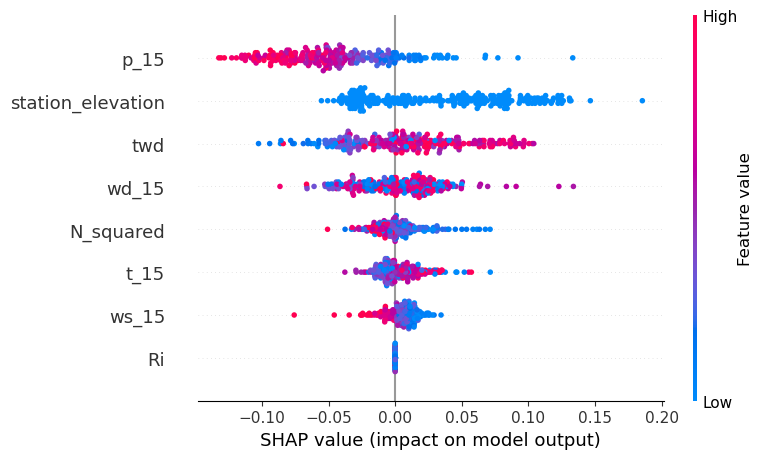 High
p_15
station_elevation
twd
wd_15
N_squared
t_15
ws_15
Ri
Feature value
Low
−0.10 −0.05 0.00 0.05 0.10 0.15 0.20
SHAP value (impact on model output)